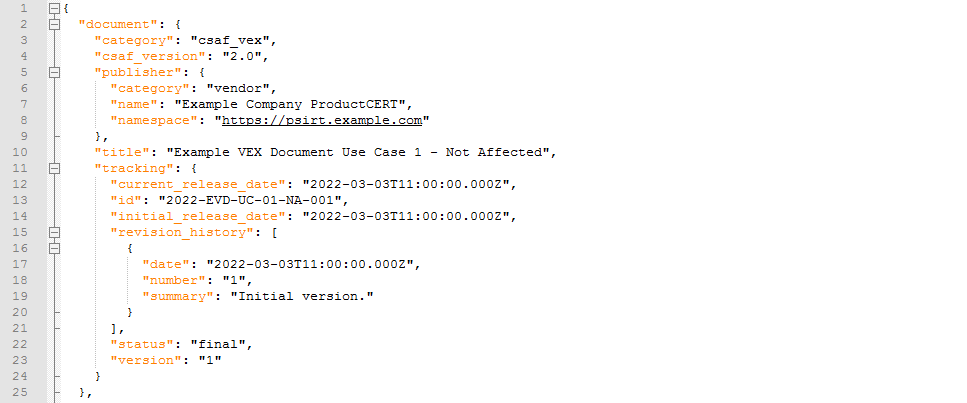 1 {
2 "document": {
3 "category": "csaf_vex",
4 "csaf_version": "2.0",
5 "publisher": {
6 "category": "vendor",
7 "name": "Example Company ProductCERT",
8 "namespace": "https://psirt.example.com"
9 },
10 "title": "Example VEX Document Use Case 1 - Not Affected",
11 "tracking": {
12 "current_release_date": "2022-03-03T11:00:00.000Z",
13 "id": "2022-EVD-UC-01-NA-001",
14 "initial_release_date": "2022-03-03T11:00:00.000Z",
15 "revision_history": [
16 {
17 "date": "2022-03-03T11:00:00.000Z",
18 "number": "1",
19 "summary": "Initial version."
20 }
21 ],
22 "status": "final",
23 "version": "1"
24 }
25 },